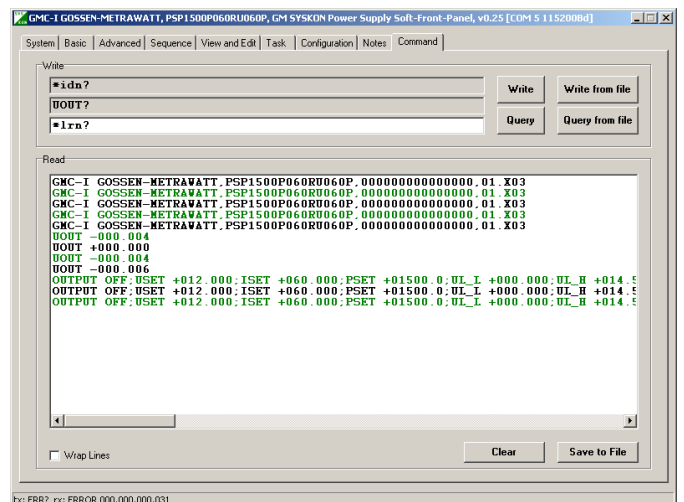 GMC-I GOSSEN-METRAWATT, PSP1500P060RU060P, GM SYSKON Power Supply Soft-Front-Panel, v0.25 [COM 5 115200Bd]
System Basic Advanced Sequence View and Edit Task Configuration Notes Command
Write
*idn?
UOUT?
*lrn?
Write
Write from file
Query
Query from file
Read
GMC-I GOSSEN-METRAWATT,PSP1500P060RU060P,000000000000000,01.X03
GMC-I GOSSEN-METRAWATT,PSP1500P060RU060P,000000000000000,01.X03
GMC-I GOSSEN-METRAWATT,PSP1500P060RU060P,000000000000000,01.X03
GMC-I GOSSEN-METRAWATT,PSP1500P060RU060P,000000000000000,01.X03
GMC-I GOSSEN-METRAWATT,PSP1500P060RU060P,000000000000000,01.X03
UOUT -000.004
UOUT +000.000
UOUT -000.004
UOUT -000.006
OUTPUT OFF;USET +012.000;ISET +060.000;PSET +01500.0;UL_L +000.000;UL_H +014.5
OUTPUT OFF;USET +012.000;ISET +060.000;PSET +01500.0;UL_L +000.000;UL_H +014.5
OUTPUT OFF;USET +012.000;ISET +060.000;PSET +01500.0;UL_L +000.000;UL_H +014.5
Wrap Lines
Clear
Save to File
tx: ERR?, rx: ERROR 000,000,000,031